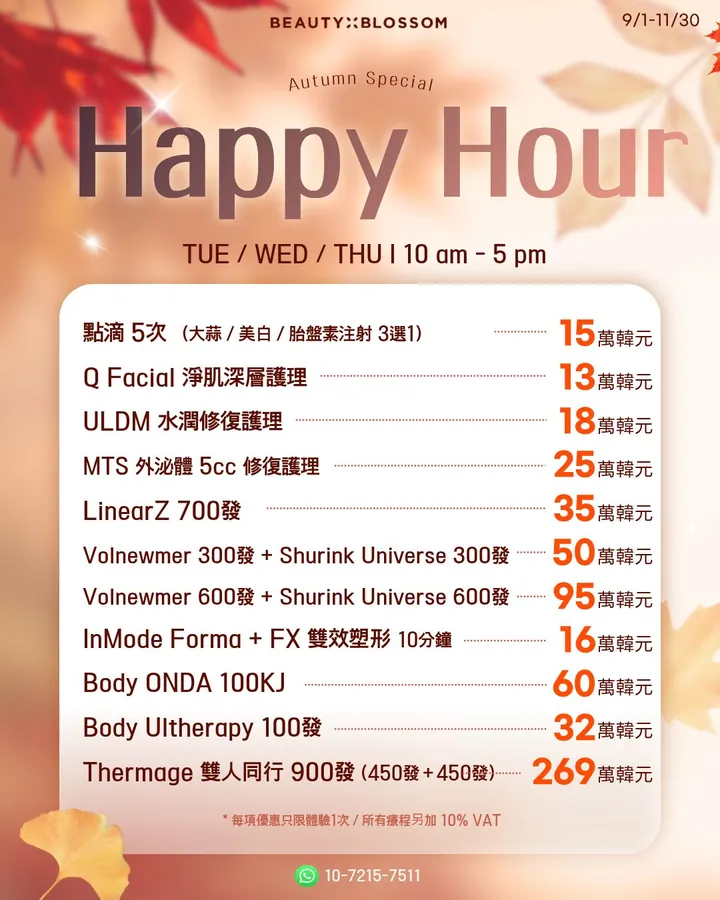 BEAUTY BLOSSOM
9/1-11/30
Autumn Special
Happy Hour
TUE / WED / THU | 10 am - 5 pm
點滴 5次 (大蒜 / 美白 / 胎盤素注射 3選1) 15萬韓元
Q Facial 淨肌深層護理 13萬韓元
ULDM 水潤修復護理 18萬韓元
MTS 外泌體 5cc 修復護理 25萬韓元
LinearZ 700發 35萬韓元
Volnewmer 300發 + Shurink Universe 300發 50萬韓元
Volnewmer 600發 + Shurink Universe 600發 95萬韓元
InMode Forma + FX 雙效塑形 10分鐘 16萬韓元
Body ONDA 100KJ 60萬韓元
Body Ultherapy 100發 32萬韓元
Thermage 雙人同行 900發 (450發+450發) 269萬韓元
* 每項優惠只限體驗1次 / 所有療程另加 10% VAT
10-7215-7511